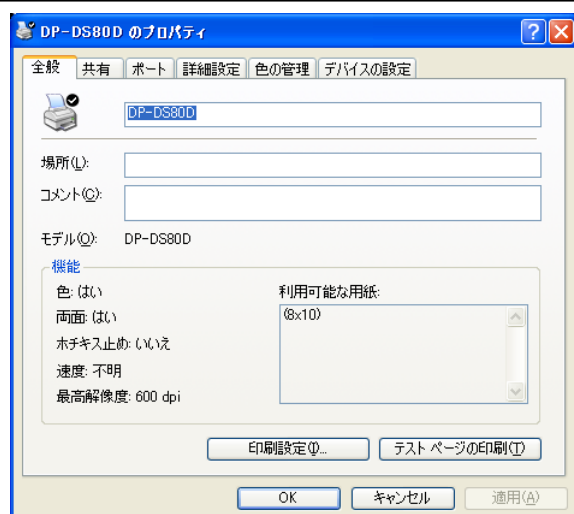 DP-DS80D のプロパティ
全般 共有 ポート 詳細設定 色の管理 デバイスの設定
DP-DS80D
場所(L):
コメント(C):
モデル(O): DP-DS80D
機能
色: はい 利用可能な用紙:
両面: はい (8x10)
ホチキス止め: いいえ
速度: 不明
最高解像度: 600 dpi
印刷設定(I)... テスト ページの印刷(T)
OK キャンセル 適用(A)